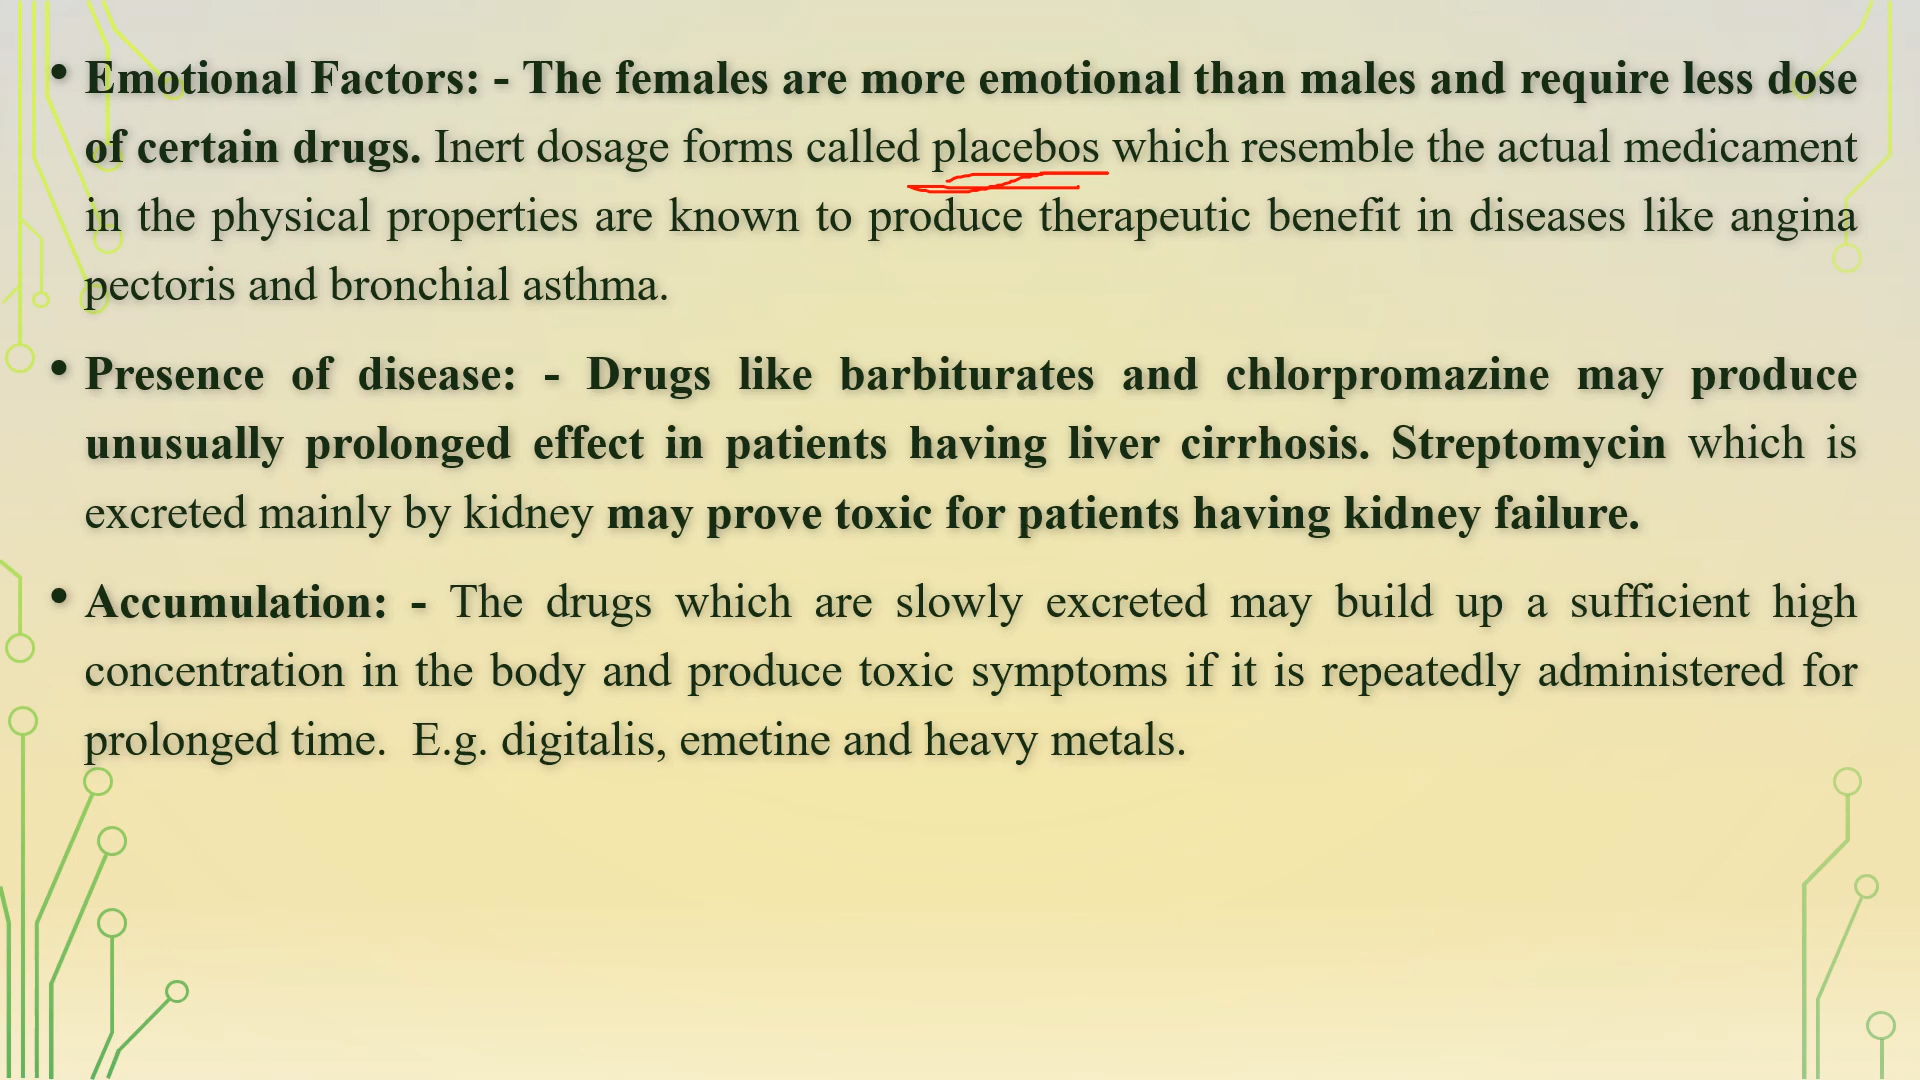 • Emotional Factors: - The females are more emotional than males and require less dose
of certain drugs. Inert dosage forms called placebos which resemble the actual medicament
in the physical properties are known to produce therapeutic benefit in diseases like angina
pectoris and bronchial asthma.
• Presence of disease: - Drugs like barbiturates and chlorpromazine may produce
unusually prolonged effect in patients having liver cirrhosis. Streptomycin which is
excreted mainly by kidney may prove toxic for patients having kidney failure.
• Accumulation: - The drugs which are slowly excreted may build up a sufficient high
concentration in the body and produce toxic symptoms if it is repeatedly administered for
prolonged time.  E.g. digitalis, emetine and heavy metals.